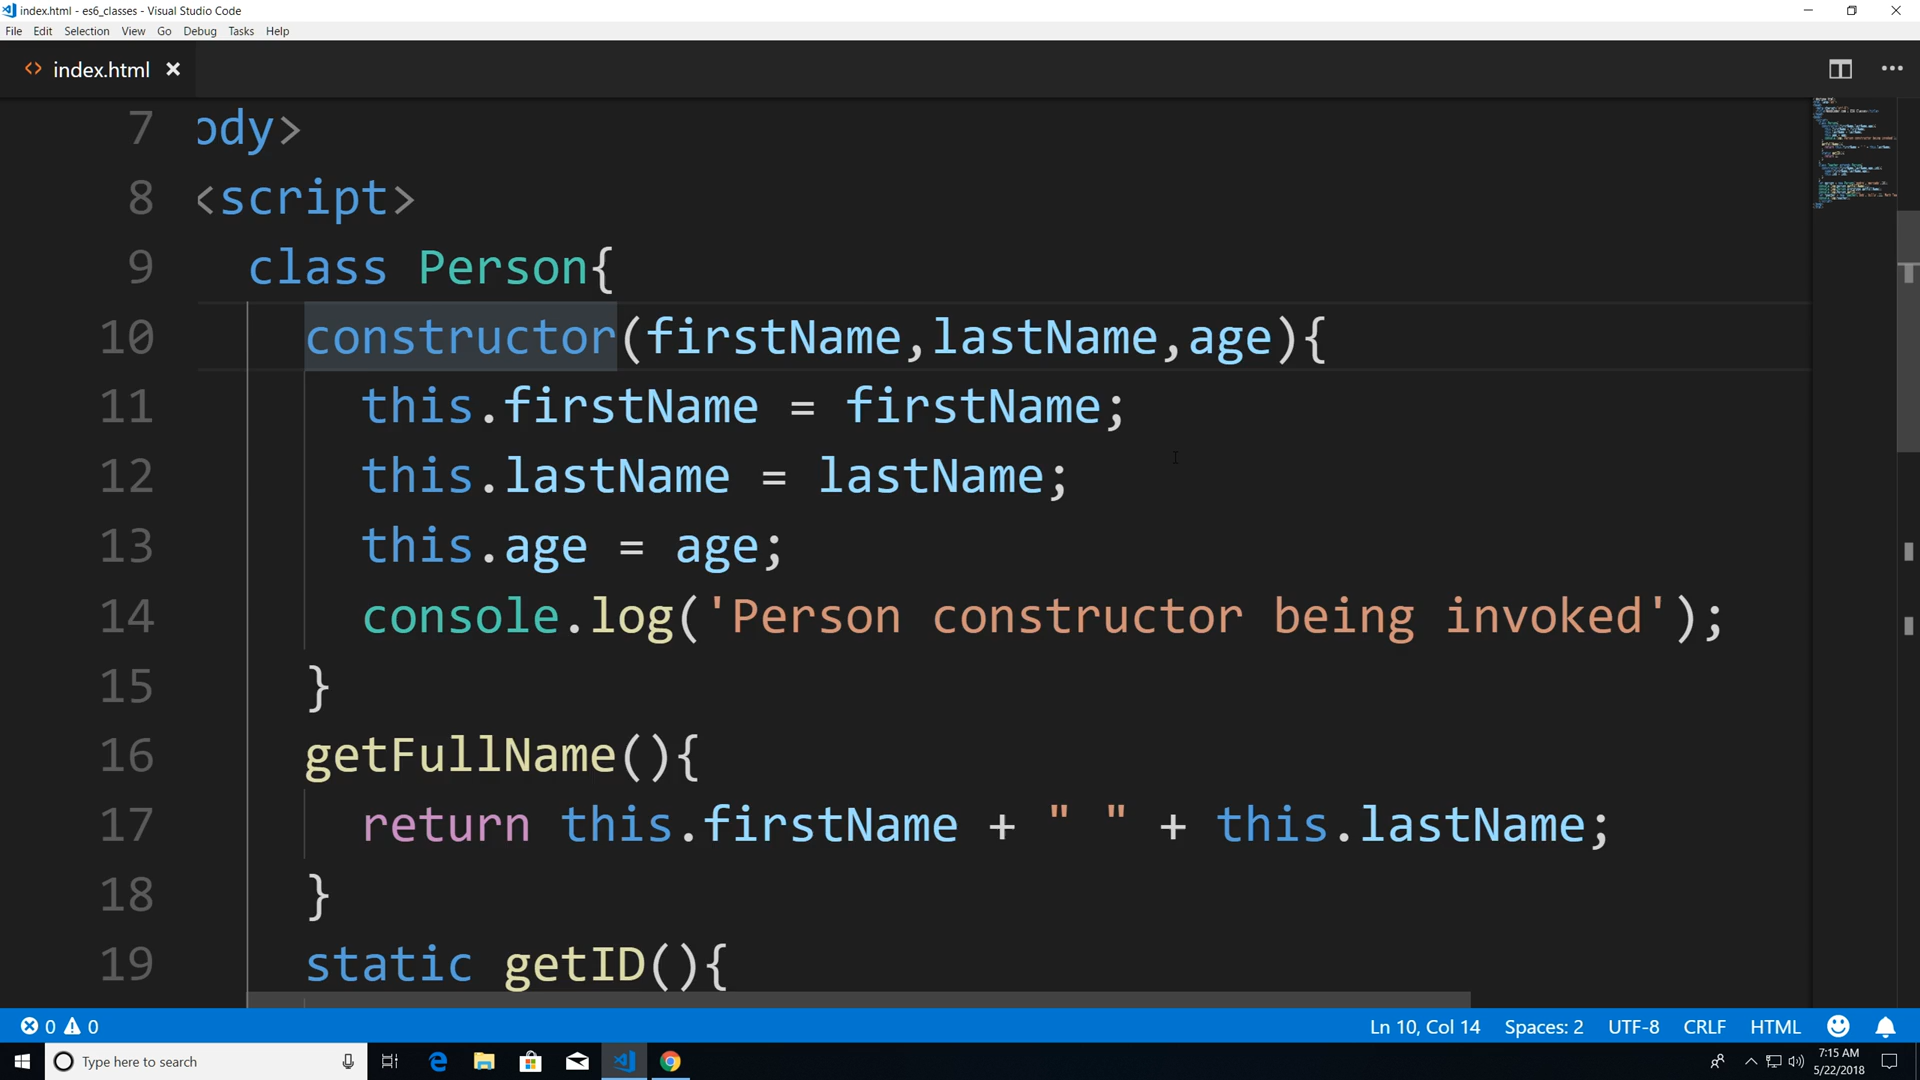 index.html - es6_classes - Visual Studio Code
File Edit Selection View Go Debug Tasks Help
index.html
7 ody>
8 <script>
9 class Person{
10 constructor(firstName,lastName,age){
11 this.firstName = firstName;
12 this.lastName = lastName;
13 this.age = age;
14 console.log('Person constructor being invoked');
15 }
16 getFullName(){
17 return this.firstName + " " + this.lastName;
18 }
19 static getID(){
0 0 Ln 10, Col 14 Spaces: 2 UTF-8 CRLF HTML
Type here to search
7:15 AM
5/22/2018